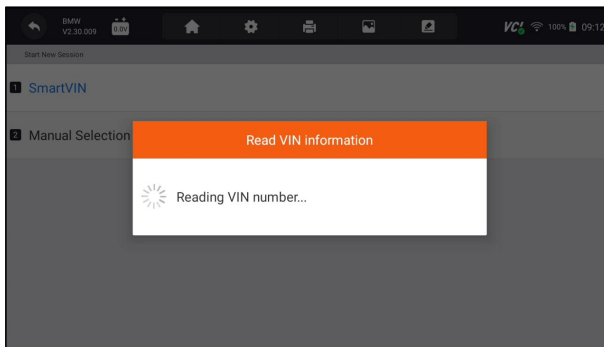 BMW
V2.30.009
0.0V
VCI 100% 09:12
Start New Session
1 SmartVIN
2 Manual Selection
Read VIN information
Reading VIN number...